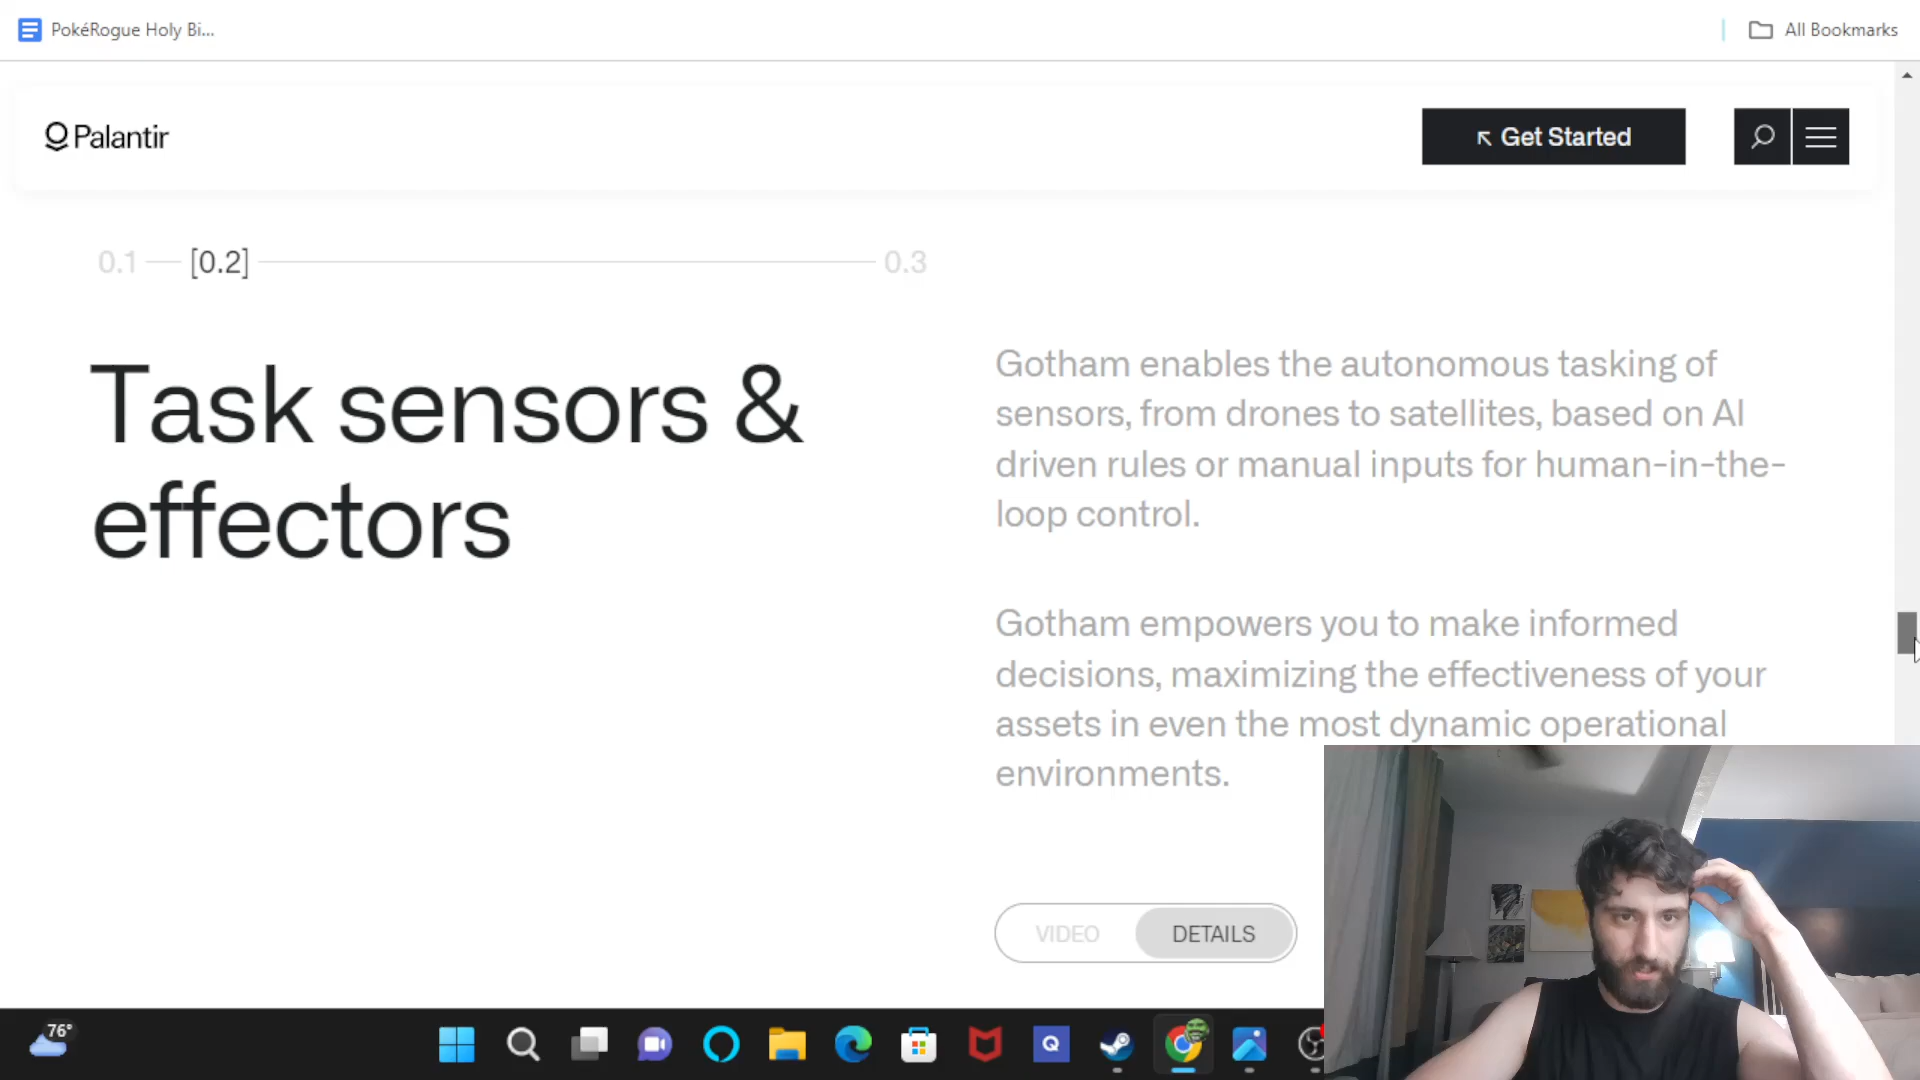 PokéRogue Holy Bi...
All Bookmarks
Palantir
Get Started
0.1
[0.2]
0.3
Task sensors &
effectors
Gotham enables the autonomous tasking of
sensors, from drones to satellites, based on AI
driven rules or manual inputs for human-in-the-
loop control.
Gotham empowers you to make informed
decisions, maximizing the effectiveness of your
assets in even the most dynamic operational
environments.
VIDEO
DETAILS
76°
Q